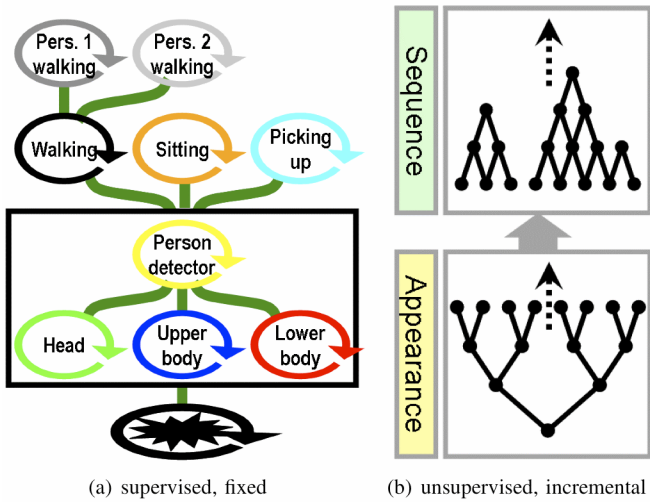 Pers. 1
walking
Pers. 2
walking
Walking
Sitting
Picking
up
Person
detector
Head
Upper
body
Lower
body
(a) supervised, fixed
Sequence
Appearance
(b) unsupervised, incremental